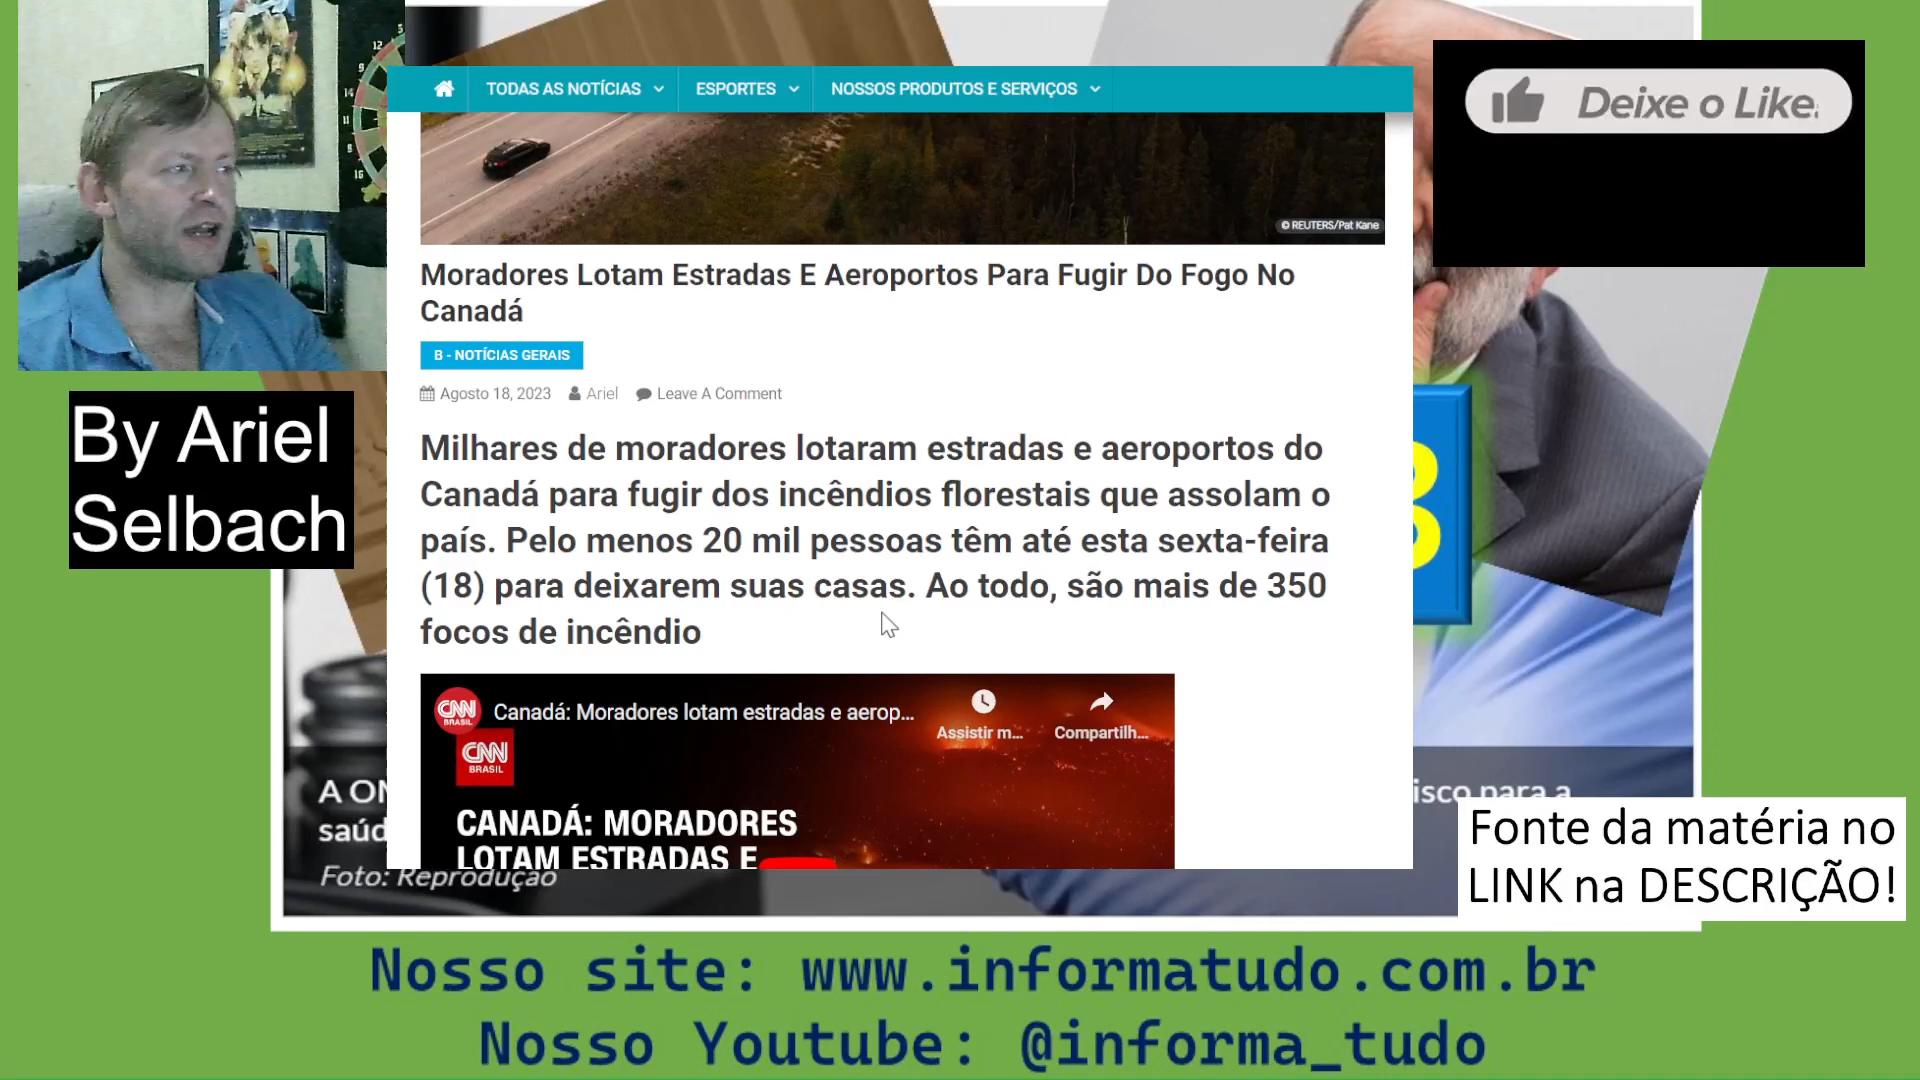 TODAS AS NOTÍCIAS
ESPORTES
NOSSOS PRODUTOS E SERVIÇOS
Deixe o Like
© REUTERS/Pat Kane
Moradores Lotam Estradas E Aeroportos Para Fugir Do Fogo No
Canadá
B - NOTÍCIAS GERAIS
Agosto 18, 2023 Ariel Leave A Comment
By Ariel
Selbach
Milhares de moradores lotaram estradas e aeroportos do
Canadá para fugir dos incêndios florestais que assolam o
país. Pelo menos 20 mil pessoas têm até esta sexta-feira
(18) para deixarem suas casas. Ao todo, são mais de 350
focos de incêndio
CNN
BRASIL
Canadá: Moradores lotam estradas e aerop...
Assistir m...
Compartilh...
CNN
BRASIL
CANADÁ: MORADORES
LOTAM ESTRADAS E
A
saúd
isco para a
Foto: Reprodução
Fonte da matéria no
LINK na DESCRIÇÃO!
Nosso site: www.informatudo.com.br
Nosso Youtube: @informa_tudo